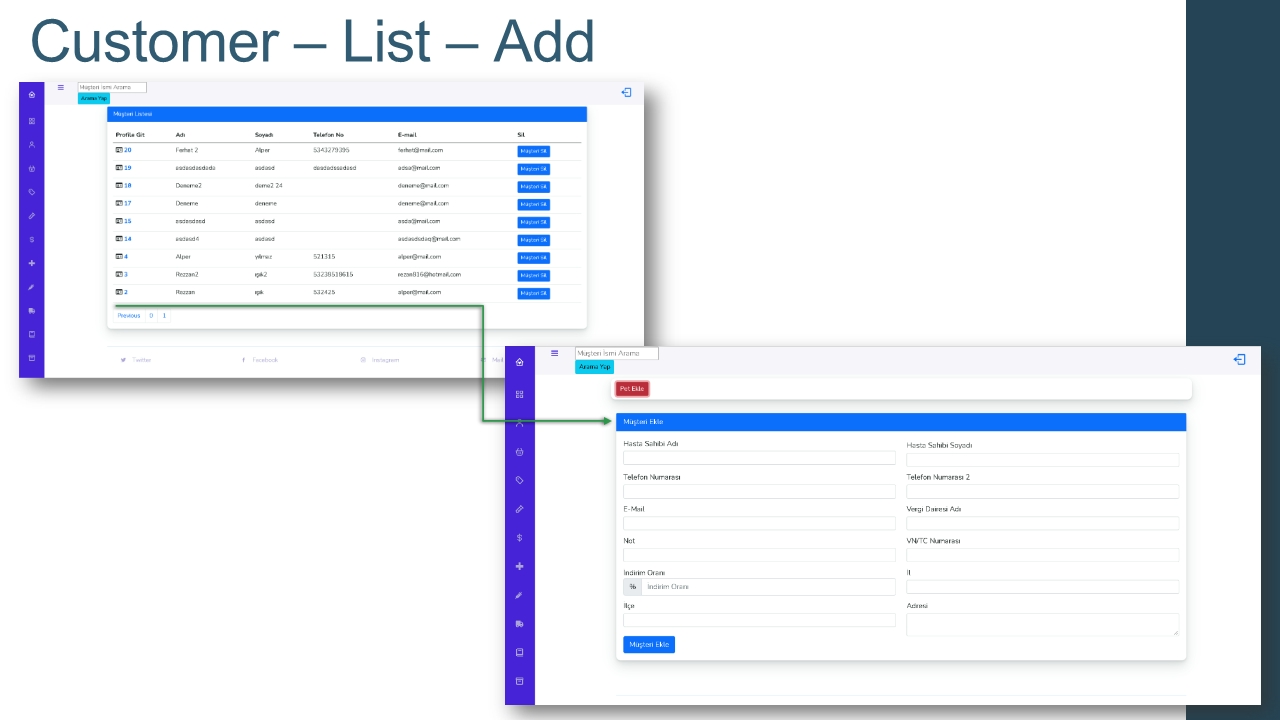 Customer – List – Add
Müşteri İsmi Arama
Arama Yap
Müşteri Listesi
Profile Git Adı Soyadı Telefon No E-mail Sil
20 Ferhat 2 Alper 5343279395 ferhat@mail.com Müşteri Sil
19 asdasdasdada asdasd dasdadssadasd adsa@mail.com Müşteri Sil
18 Deneme2 deme2 24 deneme@mail.com Müşteri Sil
17 Deneme deneme deneme@mail.com Müşteri Sil
15 asdasdasd asdasd asda@mail.com Müşteri Sil
14 asdasd4 asdasd asdasdsdaq@mail.com Müşteri Sil
4 Alper yılmaz 521315 alper@mail.com Müşteri Sil
3 Rezzan2 ışık2 53238518615 rezan816@hotmail.com Müşteri Sil
2 Rezzan ışık 532425 alper@mail.com Müşteri Sil
Previous 0 1
Twitter Facebook Instagram Mail
Müşteri İsmi Arama
Arama Yap
Pet Ekle
Müşteri Ekle
Hasta Sahibi Adı Hasta Sahibi Soyadı
Telefon Numarası Telefon Numarası 2
E-Mail Vergi Dairesi Adı
Not VN/TC Numarası
İndirim Oranı İl
% İndirim Oranı
İlçe Adresi
Müşteri Ekle